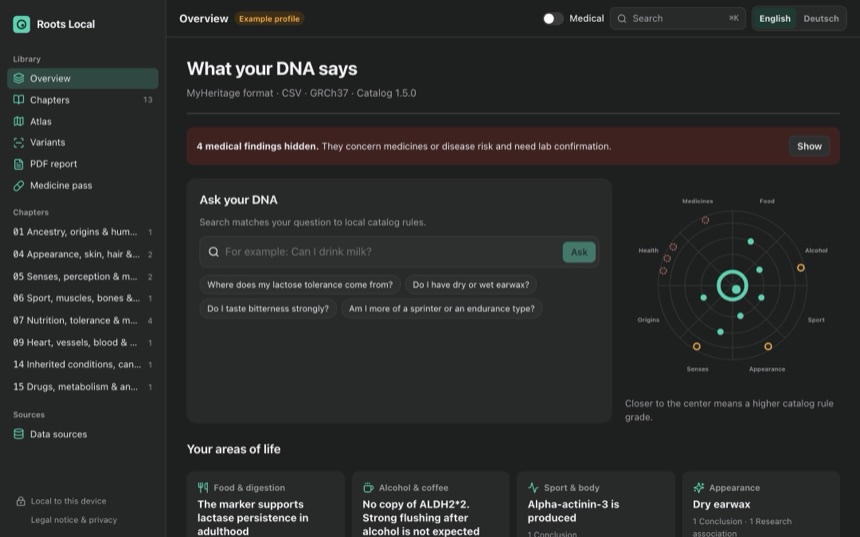 Roots Local
Overview
Example profile
Medical
Search
⌘K
English
Deutsch
Library
Overview
Chapters 13
Atlas
Variants
PDF report
Medicine pass
Chapters
01 Ancestry, origins & hum... 1
04 Appearance, skin, hair &... 2
05 Senses, perception & m... 2
06 Sport, muscles, bones &... 1
07 Nutrition, tolerance & m... 4
09 Heart, vessels, blood & ... 1
14 Inherited conditions, can... 1
15 Drugs, metabolism & an... 1
Sources
Data sources
Local to this device
Legal notice & privacy
What your DNA says
MyHeritage format · CSV · GRCh37 · Catalog 1.5.0
4 medical findings hidden. They concern medicines or disease risk and need lab confirmation.
Show
Ask your DNA
Search matches your question to local catalog rules.
For example: Can I drink milk?
Ask
Where does my lactose tolerance come from?
Do I have dry or wet earwax?
Do I taste bitterness strongly?
Am I more of a sprinter or an endurance type?
Medicines
Food
Health
Alcohol
Origins
Sport
Senses
Appearance
Closer to the center means a higher catalog rule
grade.
Your areas of life
Food & digestion
The marker supports
lactase persistence in
adulthood
Alcohol & coffee
No copy of ALDH2*2.
Strong flushing after
alcohol is not expected
Sport & body
Alpha-actinin-3 is
produced
1 Conclusion
Appearance
Dry earwax
1 Conclusion · 1 Research
association